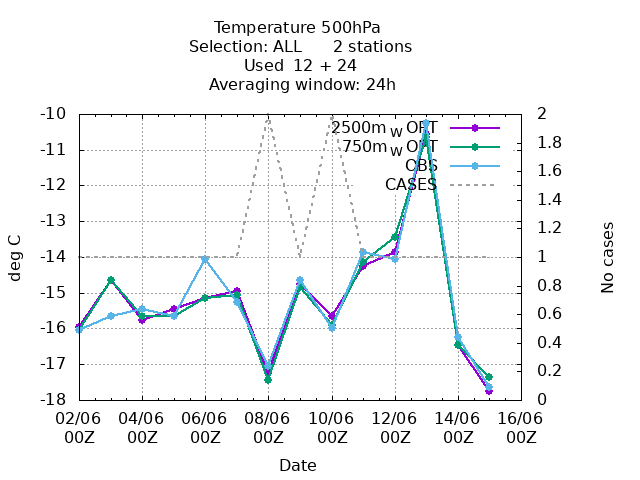 Temperature 500hPa
Selection: ALL 2 stations
Used 12 + 24
Averaging window: 24h
-10 2
2500m w OPT
-11 1.8
750m w OPT
OBS
-12 1.6
CASES
1.4
-13
1.2
-14 1
deg C No cases
-15 0.8
0.6
-16
0.4
-17
0.2
-18 0
02/06 04/06 06/06 08/06 10/06 12/06 14/06 16/06
00Z 00Z 00Z 00Z 00Z 00Z 00Z 00Z
Date